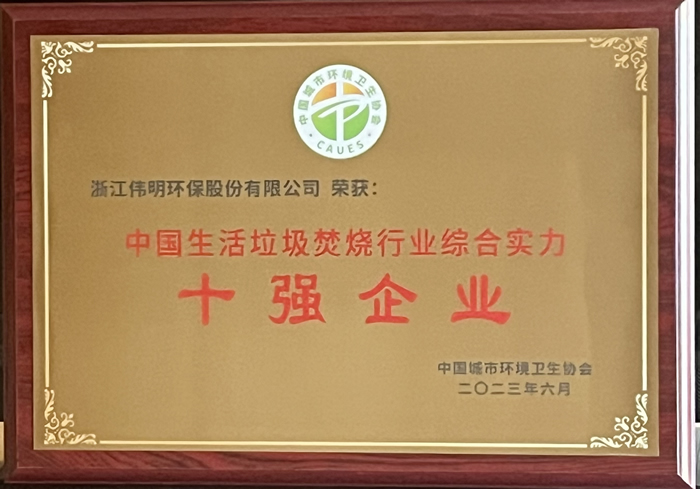 中国城市环境卫生协会
·CAUES·
浙江伟明环保股份有限公司 荣获：
中国生活垃圾焚烧行业综合实力
十强企业
中国城市环境卫生协会
二〇二三年六月